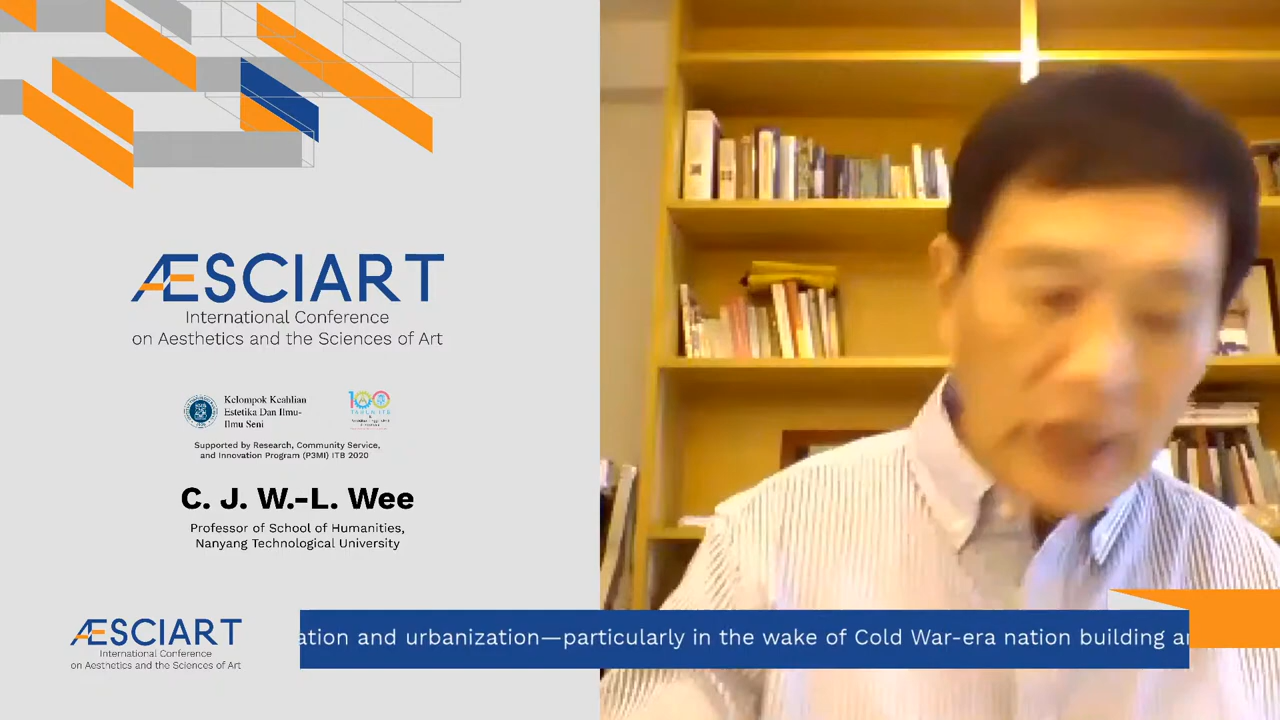 ÆSCIART
International Conference
on Aesthetics and the Sciences of Art
Kelompok Keahlian
Estetika Dan Ilmu-
Ilmu Seni
100
Supported by Research, Community Service,
and Innovation Program (P3MI) ITB 2020
C. J. W.-L. Wee
Professor of School of Humanities,
Nanyang Technological University
ÆSCIART
International Conference
on Aesthetics and the Sciences of Art
ation and urbanization—particularly in the wake of Cold War-era nation building